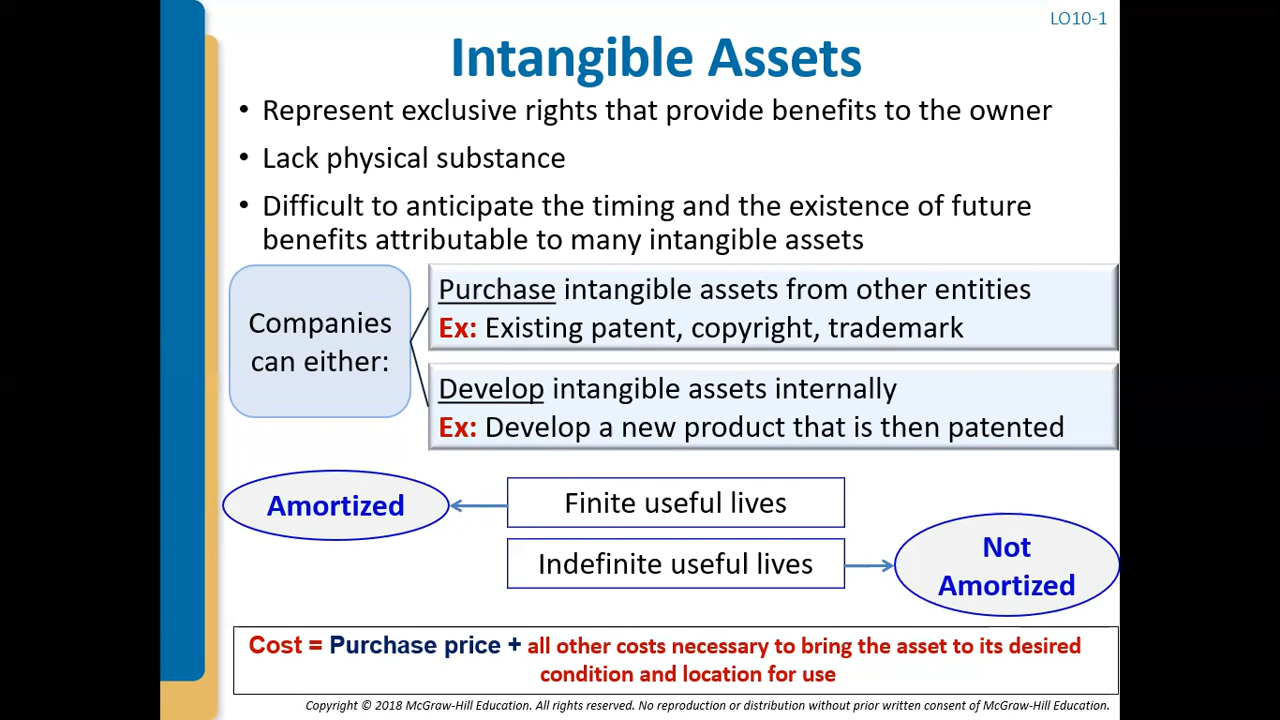 LO10-1
Intangible Assets
• Represent exclusive rights that provide benefits to the owner
• Lack physical substance
• Difficult to anticipate the timing and the existence of future
benefits attributable to many intangible assets
Companies
can either:
Purchase intangible assets from other entities
Ex: Existing patent, copyright, trademark
Develop intangible assets internally
Ex: Develop a new product that is then patented
Amortized
Finite useful lives
Indefinite useful lives
Not
Amortized
Cost = Purchase price + all other costs necessary to bring the asset to its desired
condition and location for use
Copyright © 2018 McGraw-Hill Education. All rights reserved. No reproduction or distribution without prior written consent of McGraw-Hill Education.